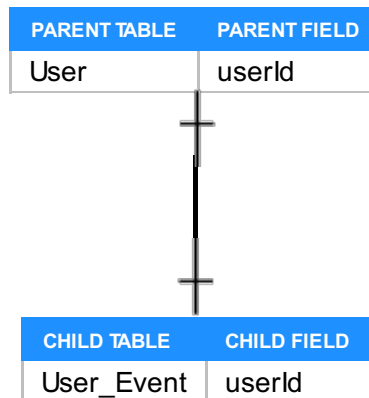 PARENT TABLE PARENT FIELD
User userId
CHILD TABLE CHILD FIELD
User_Event userId